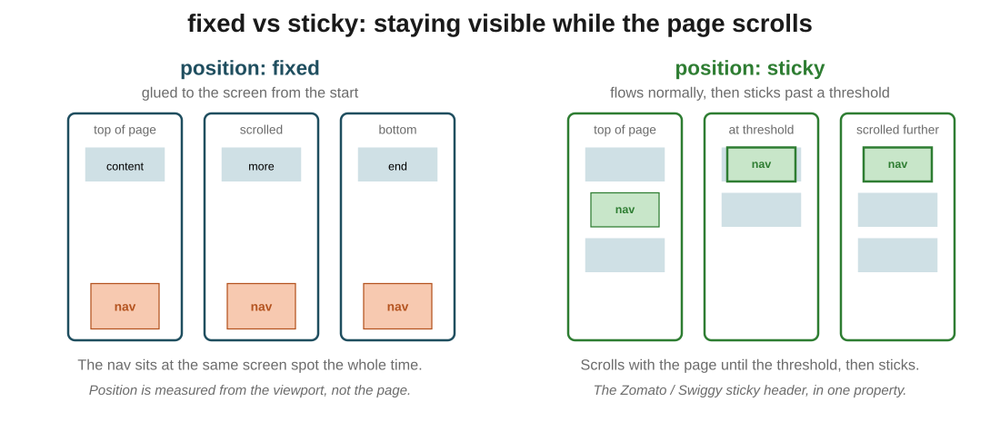 fixed vs sticky: staying visible while the page scrolls
position: fixed
glued to the screen from the start
top of page
content
nav
scrolled
more
nav
bottom
end
nav
The nav sits at the same screen spot the whole time.
Position is measured from the viewport, not the page.
position: sticky
flows normally, then sticks past a threshold
top of page
nav
at threshold
nav
scrolled further
nav
Scrolls with the page until the threshold, then sticks.
The Zomato / Swiggy sticky header, in one property.